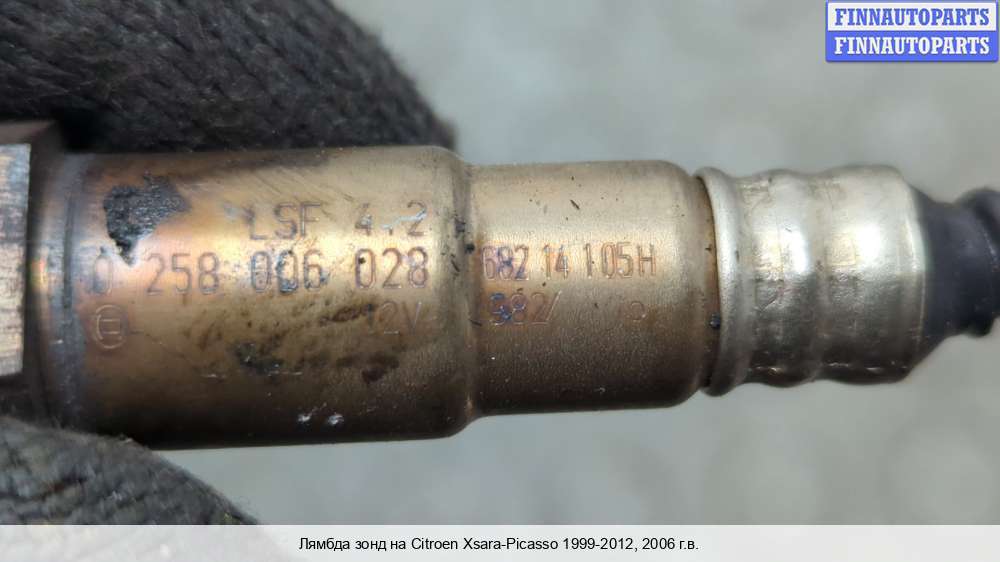 FINNAUTOPARTS
FINNAUTOPARTS
LSF 4.2
0 258 006 028
12V
682 14 105H
982/
Лямбда зонд на Citroen Xsara-Picasso 1999-2012, 2006 г.в.